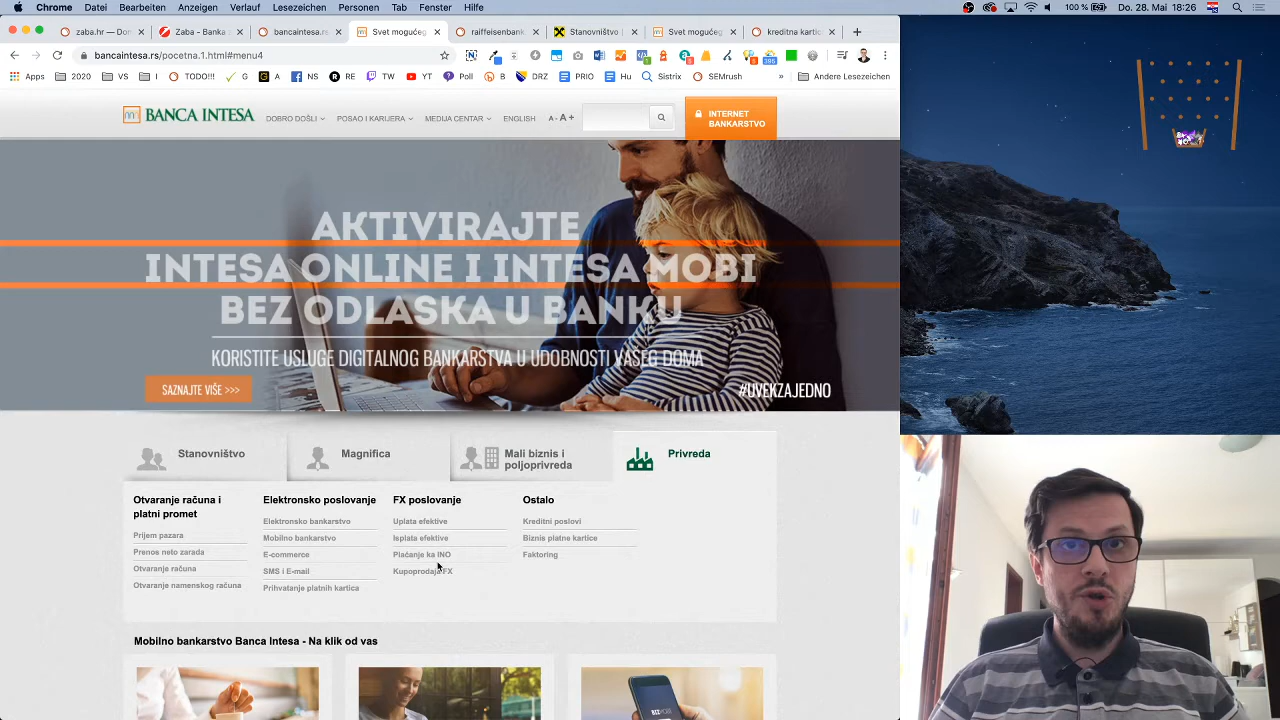 Chrome Datei Bearbeiten Anzeigen Verlauf Lesezeichen Personen Tab Fenster Hilfe
100 % Do. 28. Mai 18:26
zaba.hr — Dor
Zaba - Banka
bancaintesa.rs
Svet mogućeg
raiffeisenbank
Stanovništvo
Svet mogućeg
kreditna kartic
bancaintesa.rs/pocetna.1.html#menu4
Apps 2020 VS TODO!!! G A NS RE TW YT Poll B DRZ PRIO Hu Sistrix SEMrush » Andere Lesezeichen
BANCA INTESA
DOBRO DOŠLI POSAO I KARIJERA MEDIJA CENTAR ENGLISH A - A +
INTERNET
BANKARSTVO
AKTIVIRAJTE
INTESA ONLINE I INTESA MOBI
BEZ ODLASKA U BANKU
KORISTITE USLUGE DIGITALNOG BANKARSTVA U UDOBNOSTI VAŠEG DOMA
SAZNAJTE VIŠE >>>
#UVEKZAJEDNO
Stanovništvo
Magnifica
Mali biznis i
poljoprivreda
Privreda
Otvaranje računa i
platni promet
Prijem pazara
Prenos neto zarada
Otvaranje računa
Otvaranje namenskog računa
Elektronsko poslovanje
Elektronsko bankarstvo
Mobilno bankarstvo
E-commerce
SMS i E-mail
Prihvatanje platnih kartica
FX poslovanje
Uplata efektive
Isplata efektive
Plaćanje ka INO
Kupoprodaja FX
Ostalo
Kreditni poslovi
Biznis platne kartice
Faktoring
Mobilno bankarstvo Banca Intesa - Na klik od vas